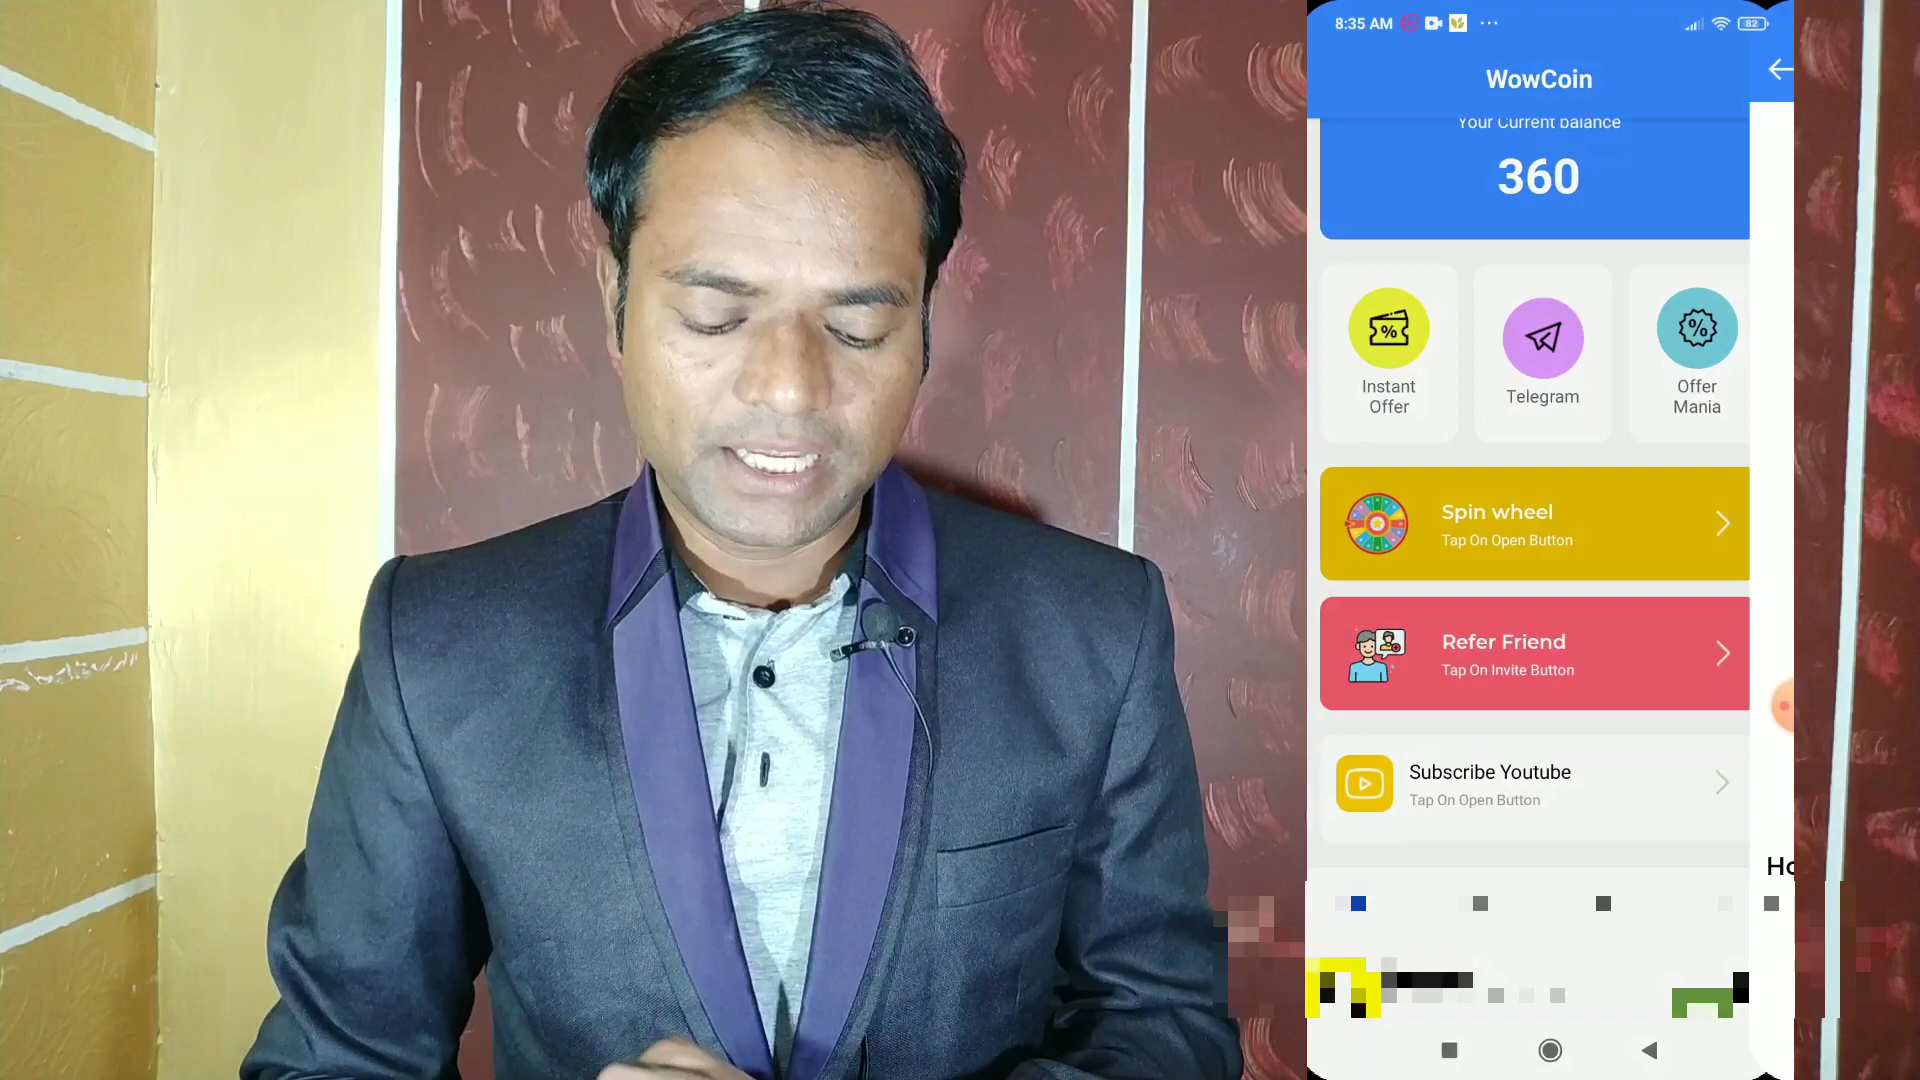 8:35 AM
82
WowCoin
Your Current balance
360
Instant
Offer
Telegram
Offer
Mania
Spin wheel
Tap On Open Button
Refer Friend
Tap On Invite Button
Subscribe Youtube
Tap On Open Button